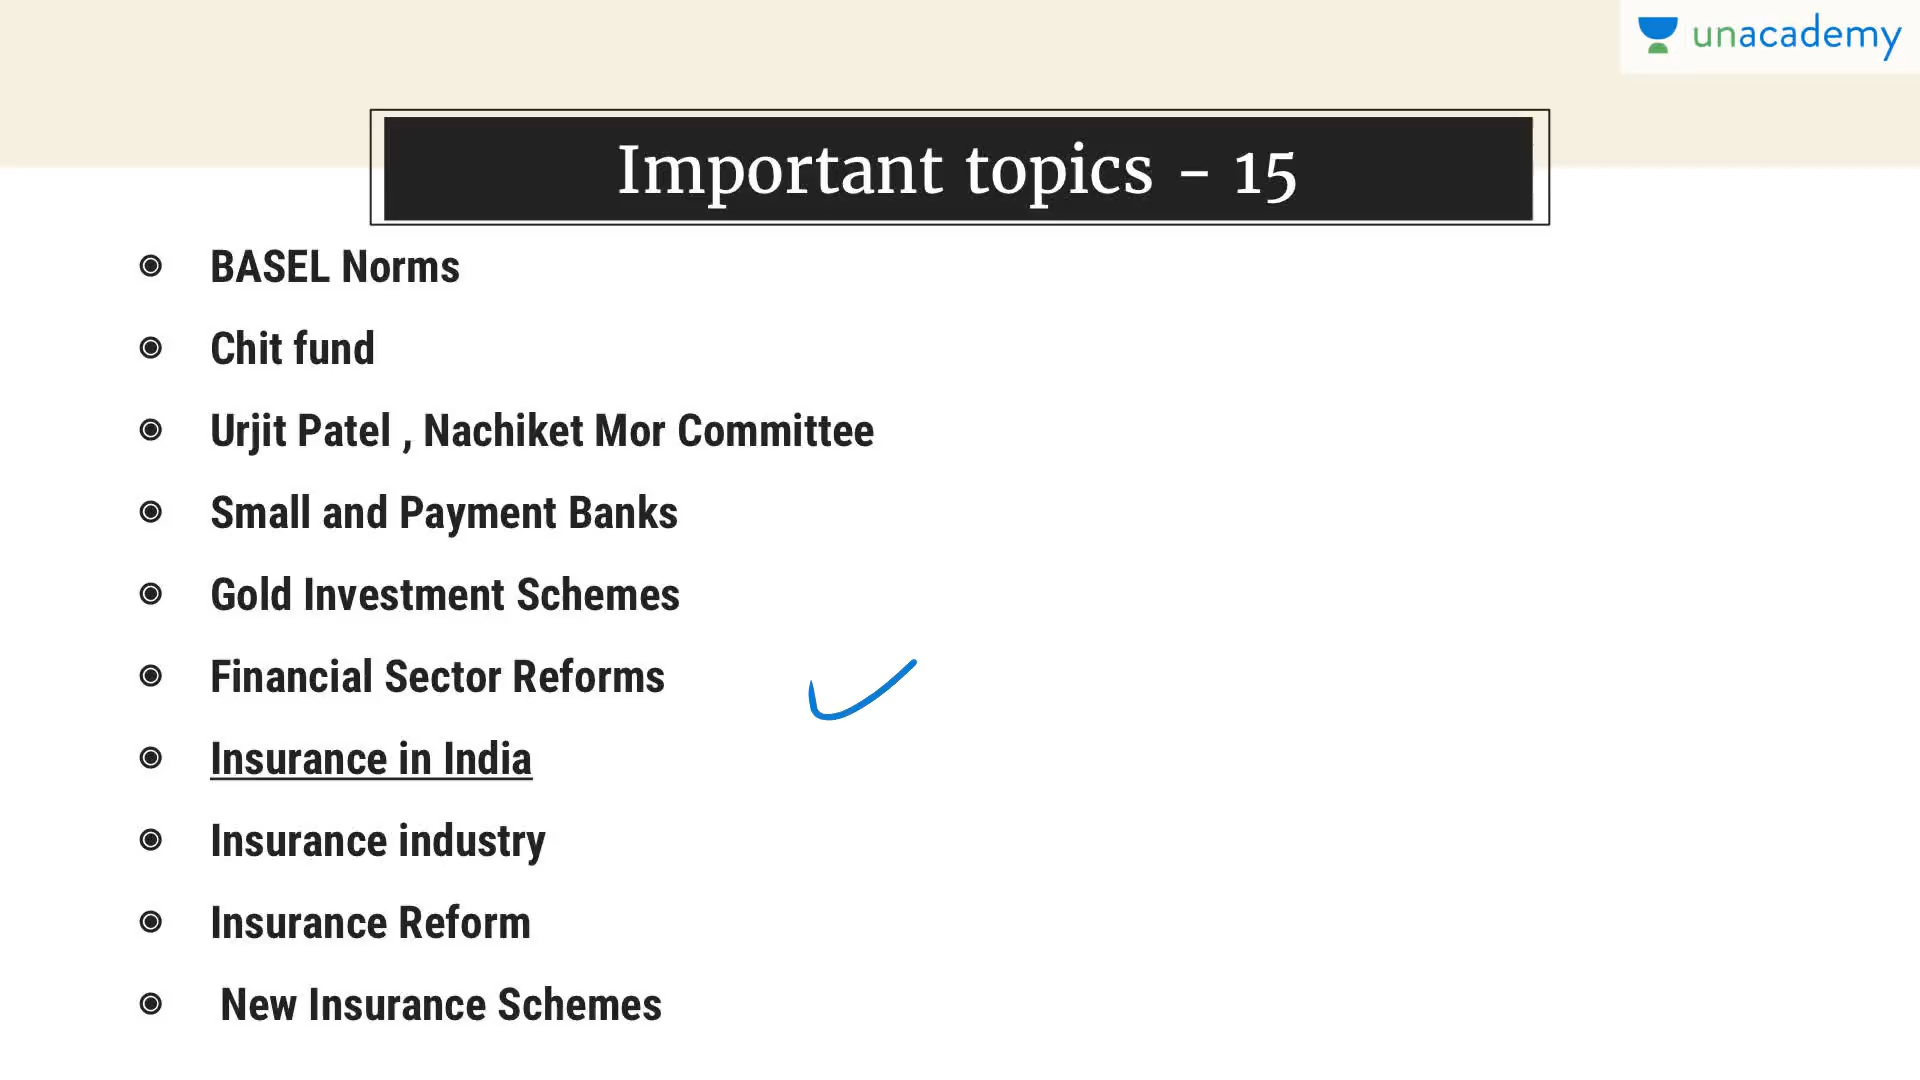 unacademy
Important topics - 15
BASEL Norms
Chit fund
Urjit Patel , Nachiket Mor Committee
Small and Payment Banks
Gold Investment Schemes
Financial Sector Reforms
Insurance in India
Insurance industry
Insurance Reform
New Insurance Schemes